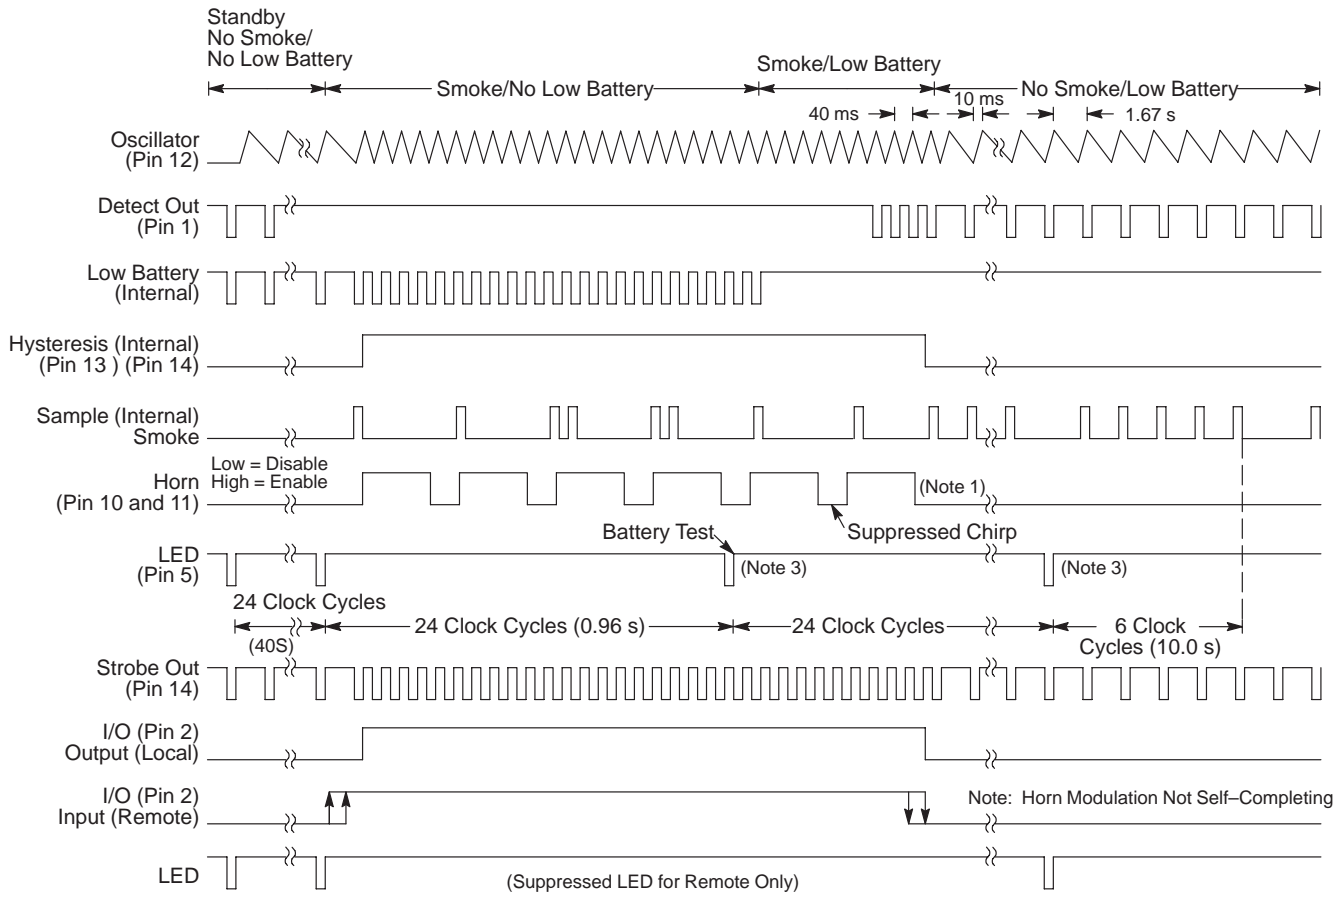 Standby
No Smoke/
No Low Battery
Smoke/No Low Battery
Smoke/Low Battery
No Smoke/Low Battery
40 ms
10 ms
1.67 s
Oscillator
(Pin 12)
Detect Out
(Pin 1)
Low Battery
(Internal)
Hysteresis (Internal)
(Pin 13 ) (Pin 14)
Sample (Internal)
Smoke
Horn
(Pin 10 and 11)
Low = Disable
High = Enable
(Note 1)
Suppressed Chirp
Battery Test
LED
(Pin 5)
(Note 3)
(Note 3)
24 Clock Cycles
(40S)
24 Clock Cycles (0.96 s)
24 Clock Cycles
6 Clock
Cycles (10.0 s)
Strobe Out
(Pin 14)
I/O (Pin 2)
Output (Local)
I/O (Pin 2)
Input (Remote)
Note:  Horn Modulation Not Self–Completing
LED
(Suppressed LED for Remote Only)